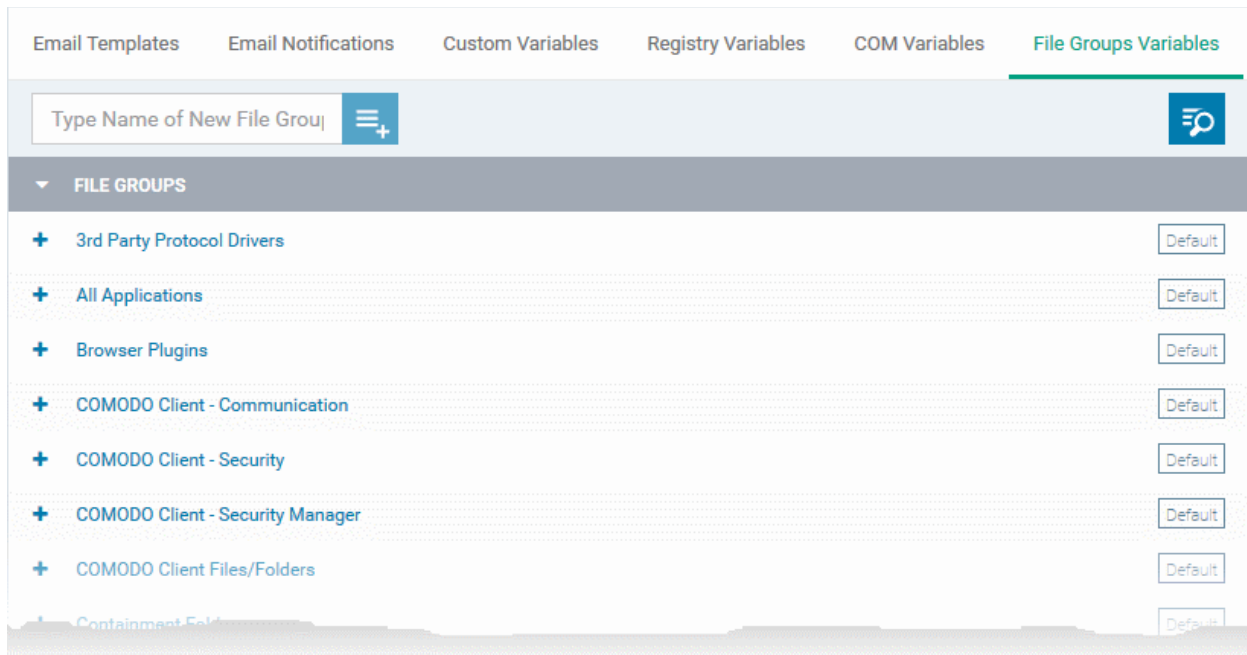 Email Templates Email Notifications Custom Variables Registry Variables COM Variables File Groups Variables
Type Name of New File Grou
FILE GROUPS
3rd Party Protocol Drivers Default
All Applications Default
Browser Plugins Default
COMODO Client - Communication Default
COMODO Client - Security Default
COMODO Client - Security Manager Default
COMODO Client Files/Folders Default
Containment Default